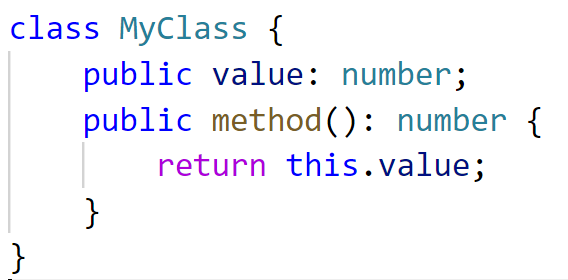 class MyClass {
    public value: number;
    public method(): number {
        return this.value;
    }
}